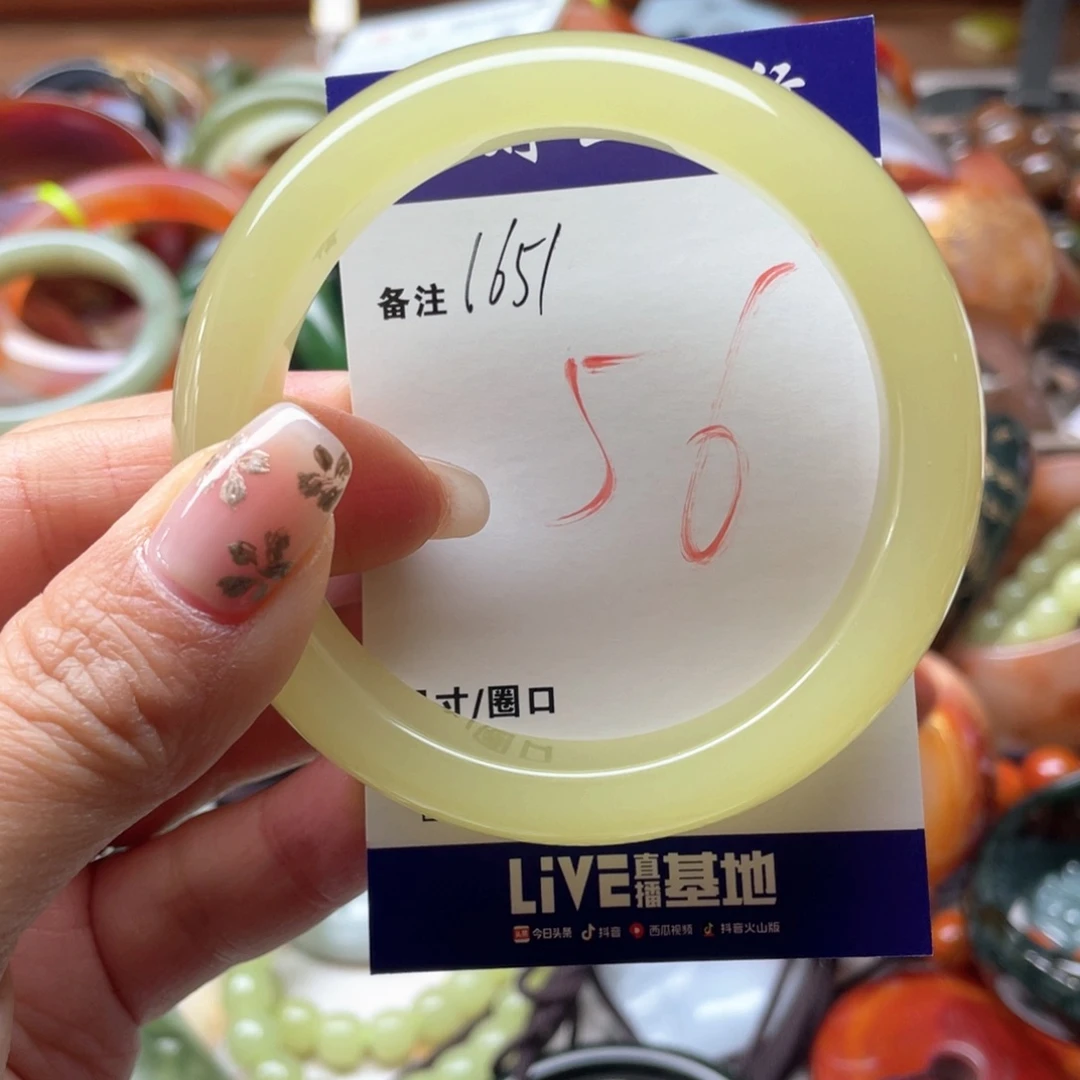 备注 1651
56
寸/圈口
LiVE直播基地
今日头条 抖音 西瓜视频 抖音火山版